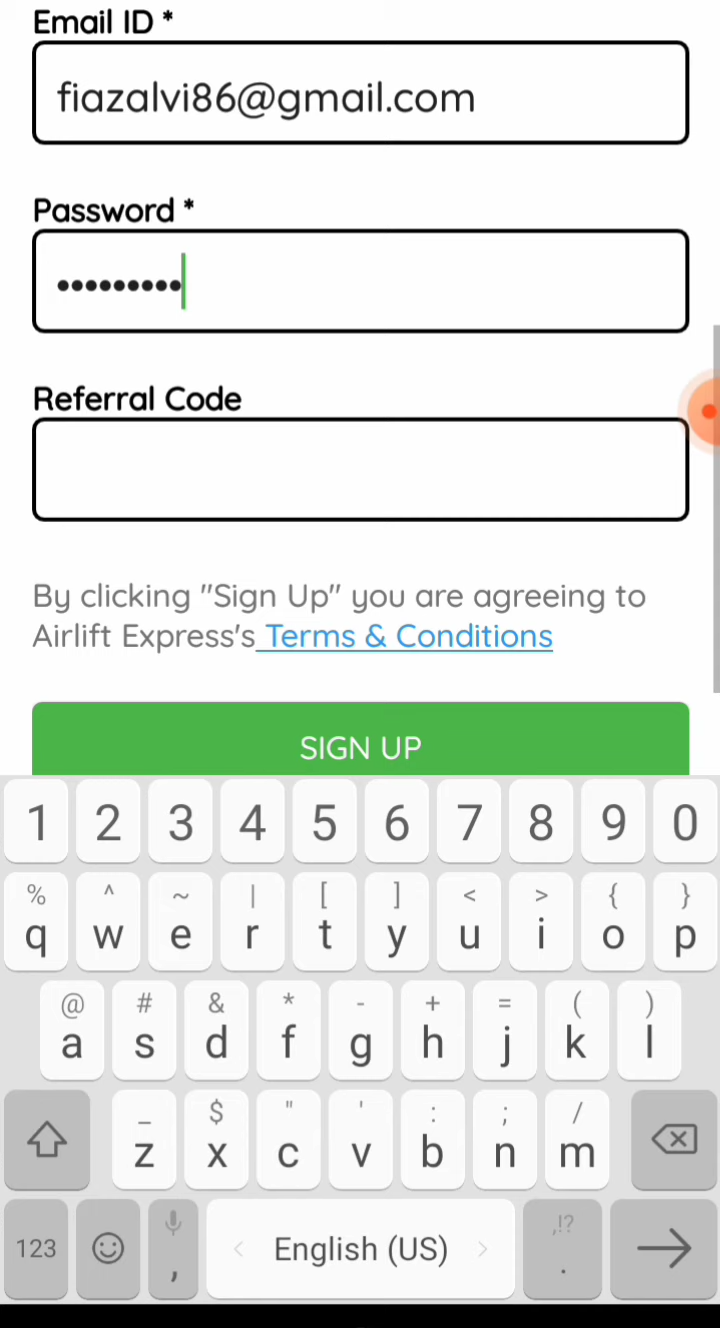 Email ID *
fiazalvi86@gmail.com
Password *
•••••••••
Referral Code
By clicking "Sign Up" you are agreeing to
Airlift Express's Terms & Conditions
SIGN UP
1 2 3 4 5 6 7 8 9 0
% ^ ~ | [ ] < > { }
q w e r t y u i o p
@ # & * - + = ( )
a s d f g h j k l
_ $ " ' : ; /
z x c v b n m
,!?
123 , < English (US) > .